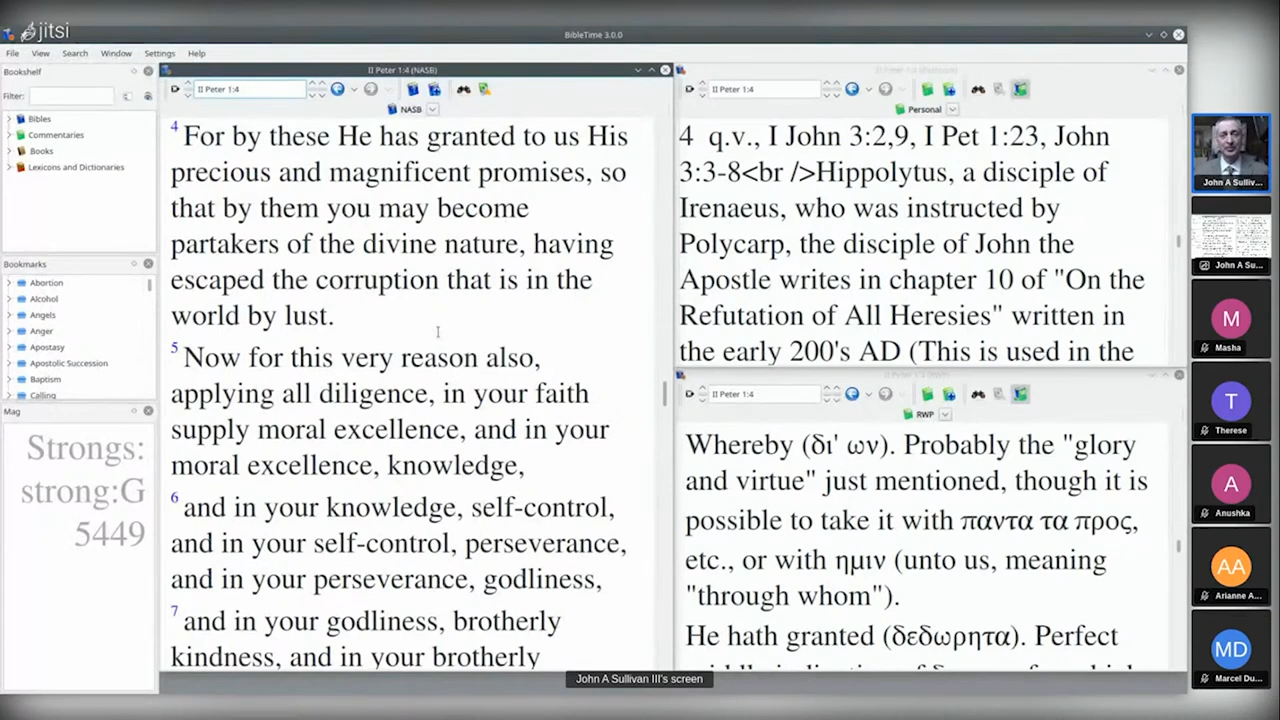 jitsi
BibleTime 3.0.0
File View Search Window Settings Help
Bookshelf
Filter:
Bibles
Commentaries
Books
Lexicons and Dictionaries
Bookmarks
Abortion
Alcohol
Angels
Anger
Apostasy
Apostolic Succession
Baptism
Calling
Mag
Strongs:
strong:G
5449
II Peter 1:4 (NASB)
II Peter 1:4
NASB
4 For by these He has granted to us His
precious and magnificent promises, so
that by them you may become
partakers of the divine nature, having
escaped the corruption that is in the
world by lust.
5 Now for this very reason also,
applying all diligence, in your faith
supply moral excellence, and in your
moral excellence, knowledge,
6 and in your knowledge, self-control,
and in your self-control, perseverance,
and in your perseverance, godliness,
7 and in your godliness, brotherly
kindness, and in your brotherly
II Peter 1:4
Personal
4 q.v., I John 3:2,9, I Pet 1:23, John
3:3-8<br />Hippolytus, a disciple of
Irenaeus, who was instructed by
Polycarp, the disciple of John the
Apostle writes in chapter 10 of "On the
Refutation of All Heresies" written in
the early 200's AD (This is used in the
II Peter 1:4 (RWP)
II Peter 1:4
RWP
Whereby (δι' ων). Probably the "glory
and virtue" just mentioned, though it is
possible to take it with παντα τα προς,
etc., or with ημιν (unto us, meaning
"through whom").
He hath granted (δεδωρηται). Perfect
John A Sulliv...
John A Su...
M
Masha
T
Therese
A
Anushka
AA
Arianne A...
MD
Marcel Du...
John A Sullivan III's screen